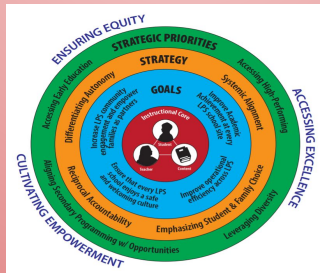 ENSURING EQUITY
ACCESSING EXCELLENCE
CULTIVATING EMPOWERMENT
STRATEGIC PRIORITIES
Accessing Early Education
Accessing High-Performing
Aligning Secondary Programming w/ Opportunities
Leveraging Diversity
STRATEGY
Differentiating Autonomy
Systemic Alignment
Reciprocal Accountability
Emphasizing Student & Family Choice
GOALS
Increase LPS community
engagement and empower
families as partners
Improve Academic
Achievement at every
LPS school site
Ensure that every LPS
school enjoys a safe
and welcoming culture
Improve operational
efficiency across LPS
Instructional Core
Student
Teacher
Content